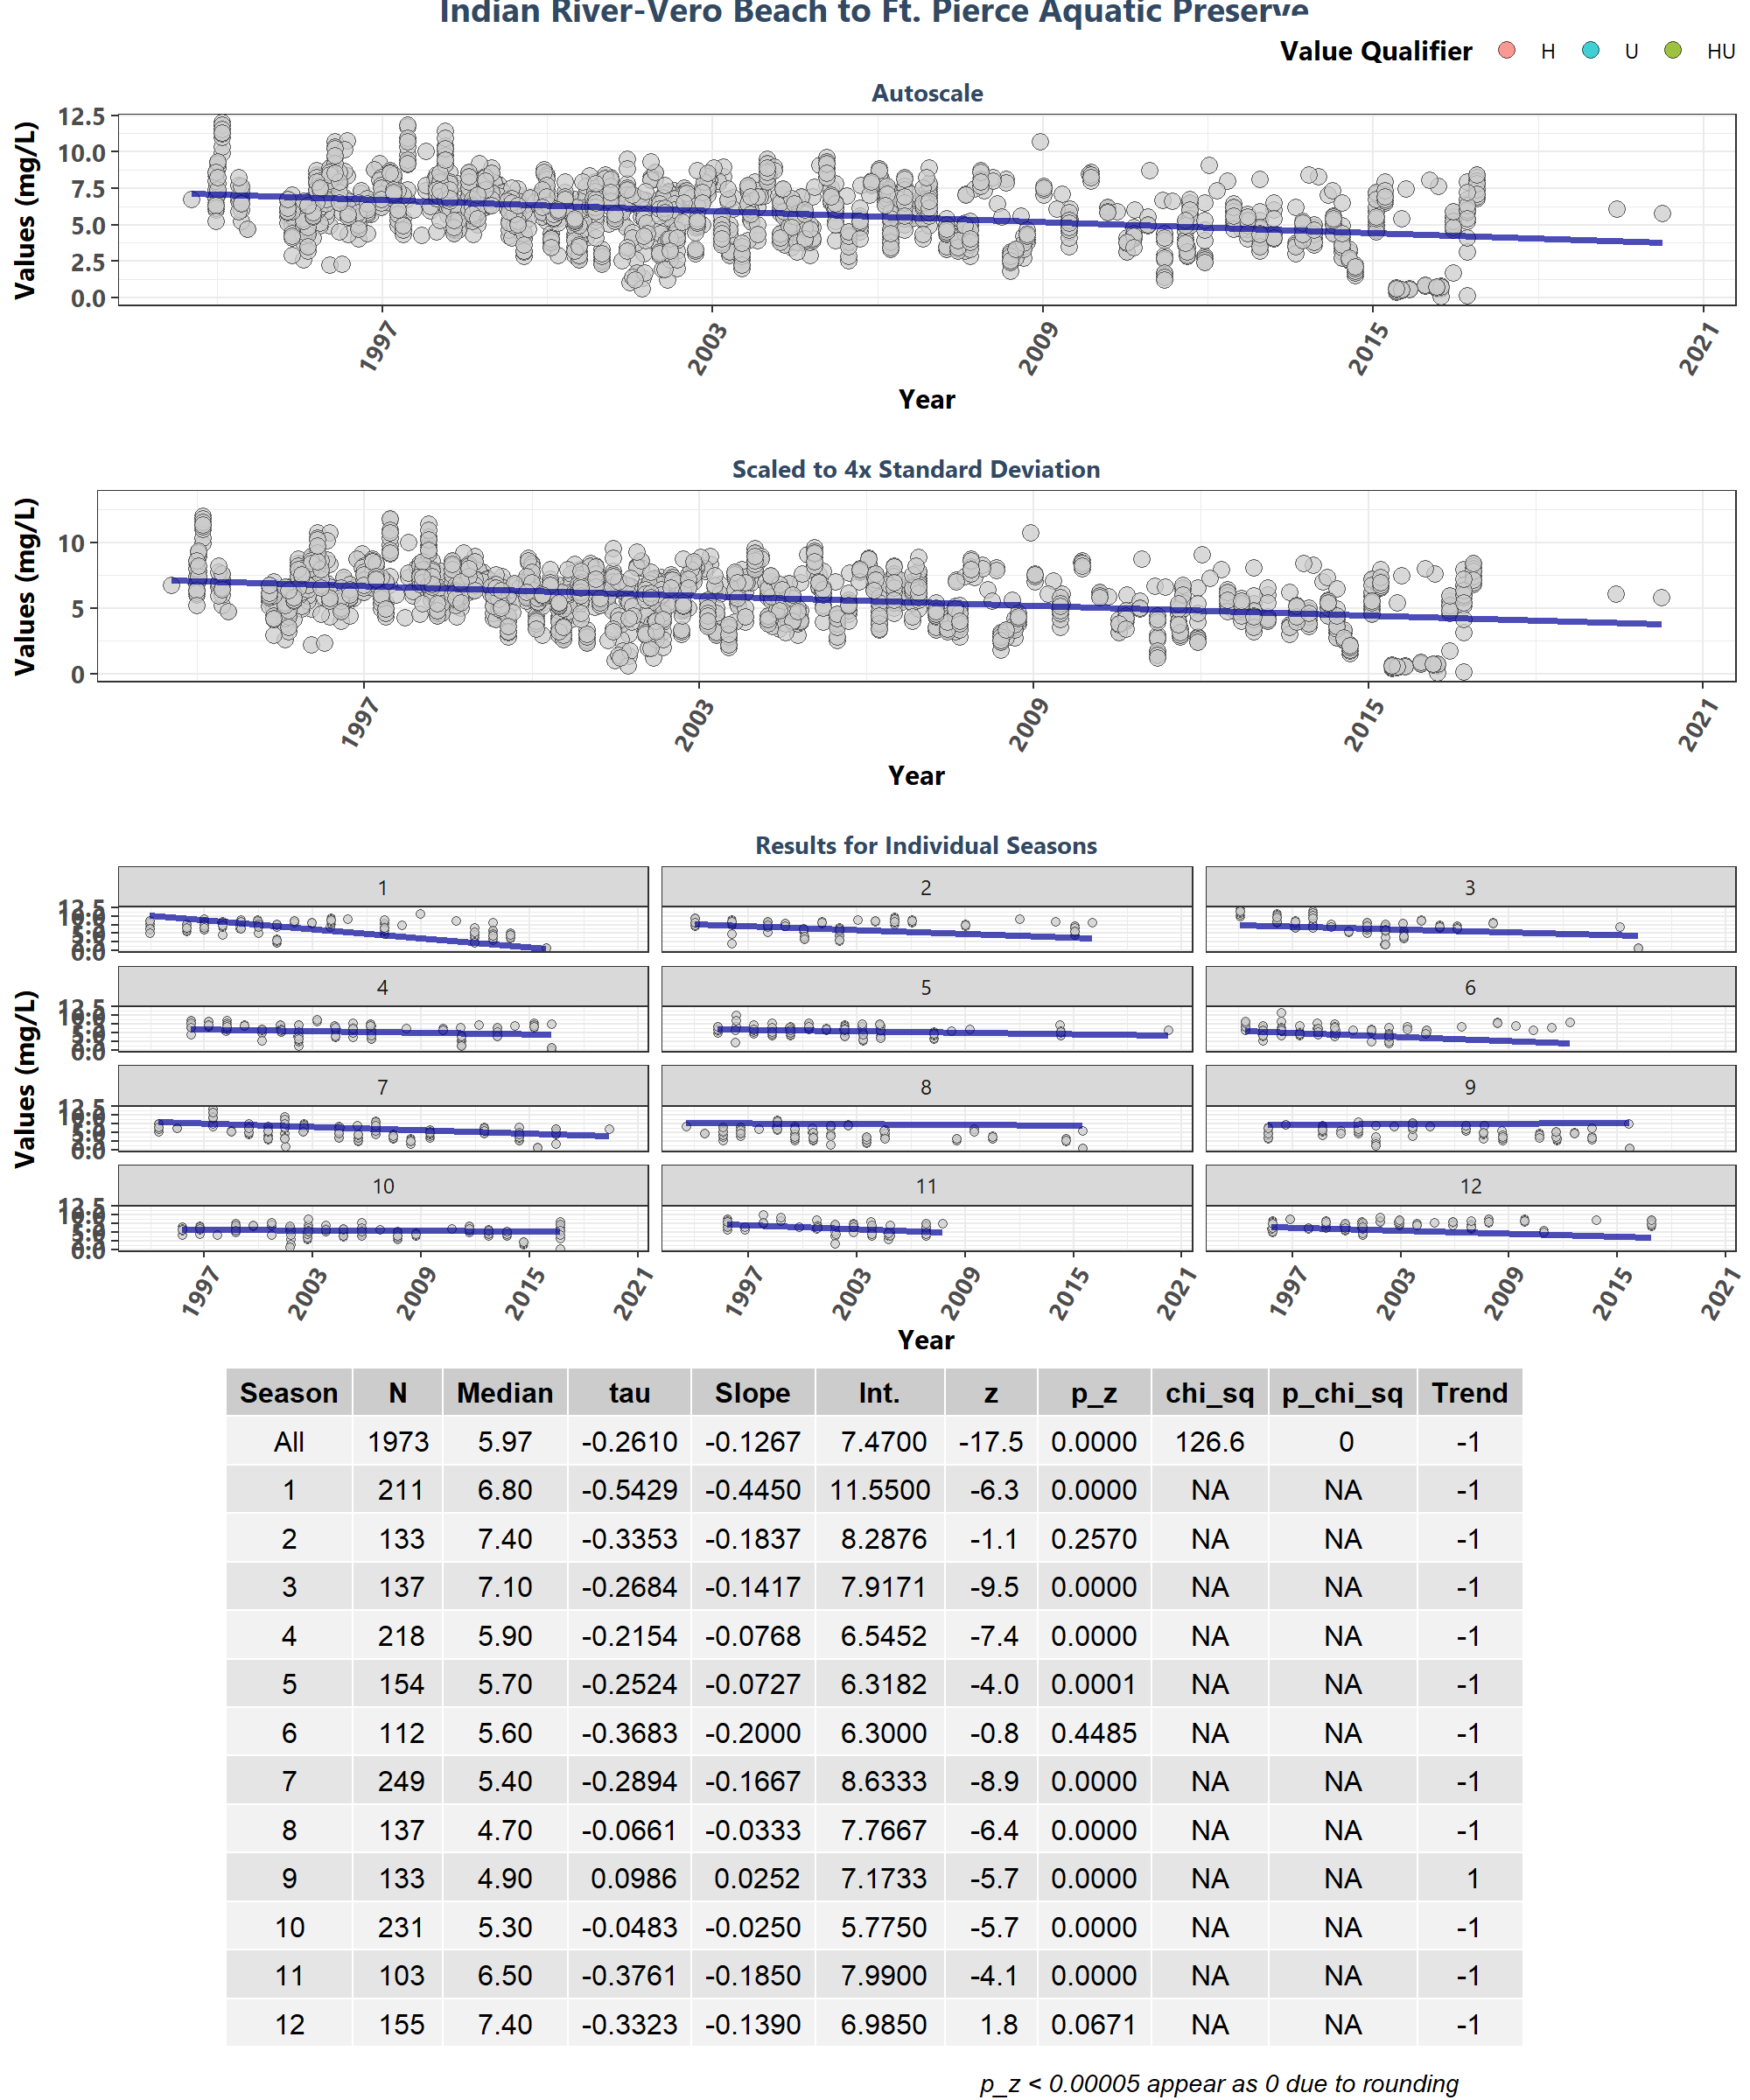 Indian River-Vero Beach to Ft. Pierce Aquatic Preserve
Value Qualifier H U HU
Autoscale
Values (mg/L)
12.5
10.0
7.5
5.0
2.5
0.0
1997 2003 2009 2015 2021
Year
Scaled to 4x Standard Deviation
Values (mg/L)
10
5
0
1997 2003 2009 2015 2021
Year
Results for Individual Seasons
Values (mg/L)
1 2 3
4 5 6
7 8 9
10 11 12
1997 2003 2009 2015 2021 1997 2003 2009 2015 2021 1997 2003 2009 2015 2021
Year
Season N Median tau Slope Int. z p_z chi_sq p_chi_sq Trend
All 1973 5.97 -0.2610 -0.1267 7.4700 -17.5 0.0000 126.6 0 -1
1 211 6.80 -0.5429 -0.4450 11.5500 -6.3 0.0000 NA NA -1
2 133 7.40 -0.3353 -0.1837 8.2876 -1.1 0.2570 NA NA -1
3 137 7.10 -0.2684 -0.1417 7.9171 -9.5 0.0000 NA NA -1
4 218 5.90 -0.2154 -0.0768 6.5452 -7.4 0.0000 NA NA -1
5 154 5.70 -0.2524 -0.0727 6.3182 -4.0 0.0001 NA NA -1
6 112 5.60 -0.3683 -0.2000 6.3000 -0.8 0.4485 NA NA -1
7 249 5.40 -0.2894 -0.1667 8.6333 -8.9 0.0000 NA NA -1
8 137 4.70 -0.0661 -0.0333 7.7667 -6.4 0.0000 NA NA -1
9 133 4.90 0.0986 0.0252 7.1733 -5.7 0.0000 NA NA 1
10 231 5.30 -0.0483 -0.0250 5.7750 -5.7 0.0000 NA NA -1
11 103 6.50 -0.3761 -0.1850 7.9900 -4.1 0.0000 NA NA -1
12 155 7.40 -0.3323 -0.1390 6.9850 1.8 0.0671 NA NA -1
p_z < 0.00005 appear as 0 due to rounding